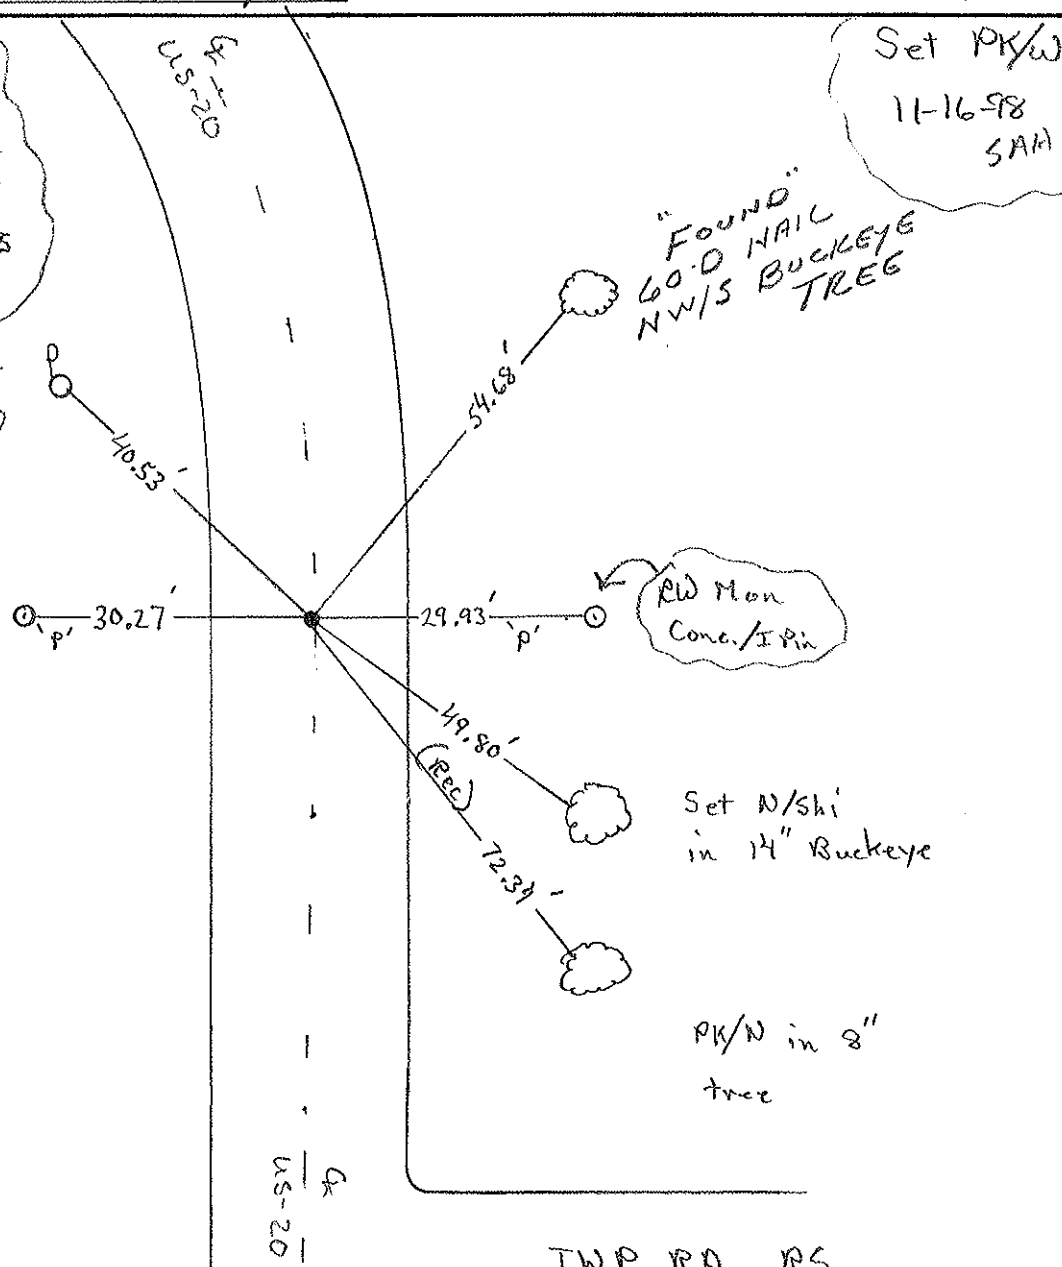 ℄
US-20
Set PK/W
11-16-98
SAH
"FOUND"
60·D NAIL
NW/S BUCKEYE
TREE
54.68'
P
40.53'
30.27'
'P'
29.93'
'P'
RW Mon
Conc./I Pin
49.80'
(Rec)
72.34'
Set N/Shi
in 14" Buckeye
PK/N in 8"
tree
℄
US-20
TWP RD